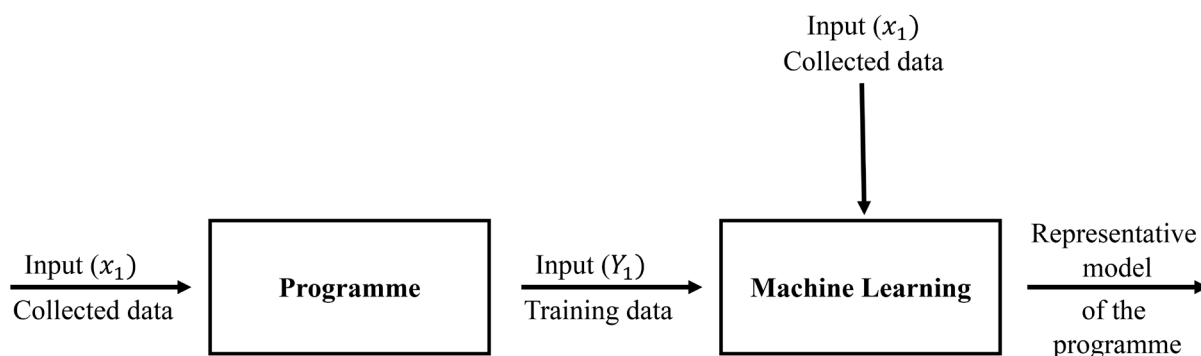 Input (x₁)
Collected data
Input (x₁)
Collected data
Programme
Input (Y₁)
Training data
Machine Learning
Representative
model
of the
programme